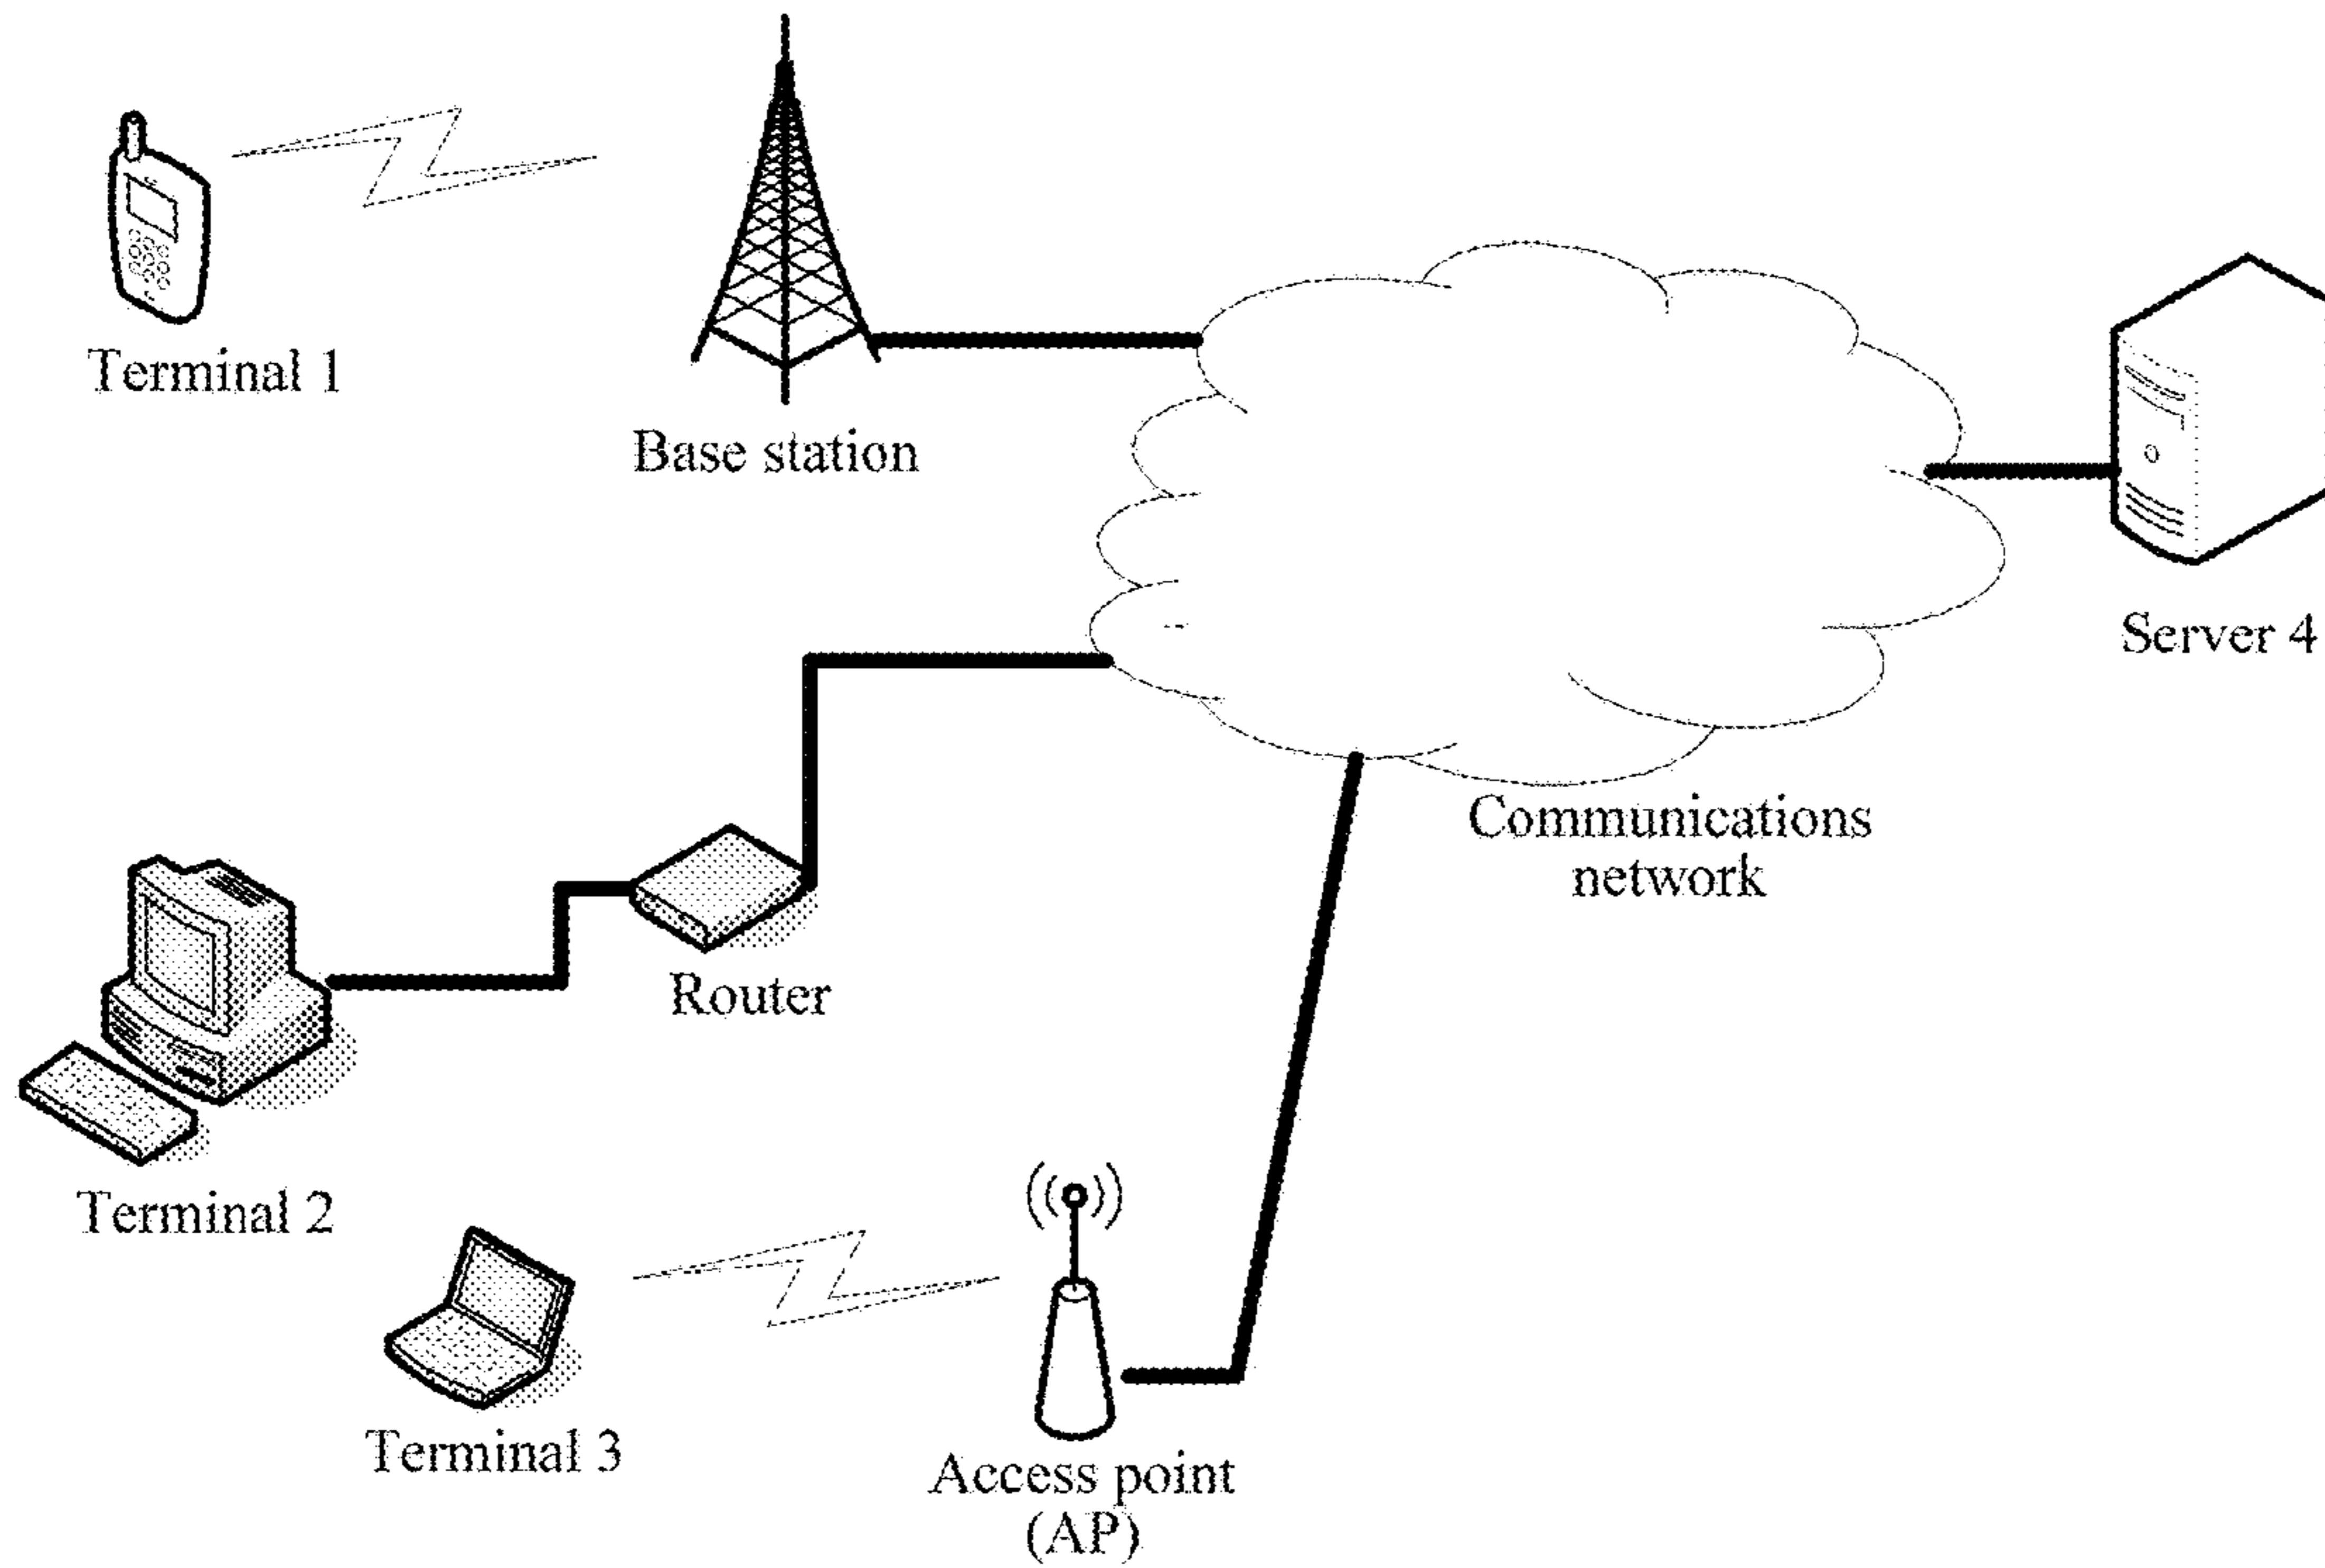 Terminal 1
Base station
Server 4
Communications
network
Router
Terminal 2
Terminal 3
Access point
(AP)